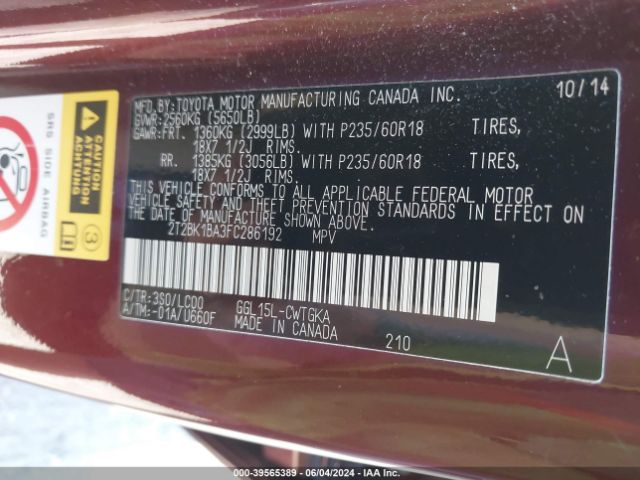 MFD.BY:TOYOTA MOTOR MANUFACTURING CANADA INC. 10/14
GVWR:2560KG (5650LB)
GAWR:FRT. 1360KG (2999LB) WITH P235/60R18 TIRES,
18X7 1/2J RIMS.
RR. 1385KG (3056LB) WITH P235/60R18 TIRES,
18X7 1/2J RIMS.
THIS VEHICLE CONFORMS TO ALL APPLICABLE FEDERAL MOTOR
VEHICLE SAFETY AND THEFT PREVENTION STANDARDS IN EFFECT ON
THE DATE OF MANUFACTURE SHOWN ABOVE.
2T2BK1BA3FC286192 MPV
C/TR:3S0/LC00 GGL15L-CWTGKA
A/TM:-01A/U660F MADE IN CANADA
210 A
SRS SIDE AIRBAG
CAUTION
ATTENTION
ACHTUNG
3
000-39565389 - 06/04/2024 - IAA Inc.